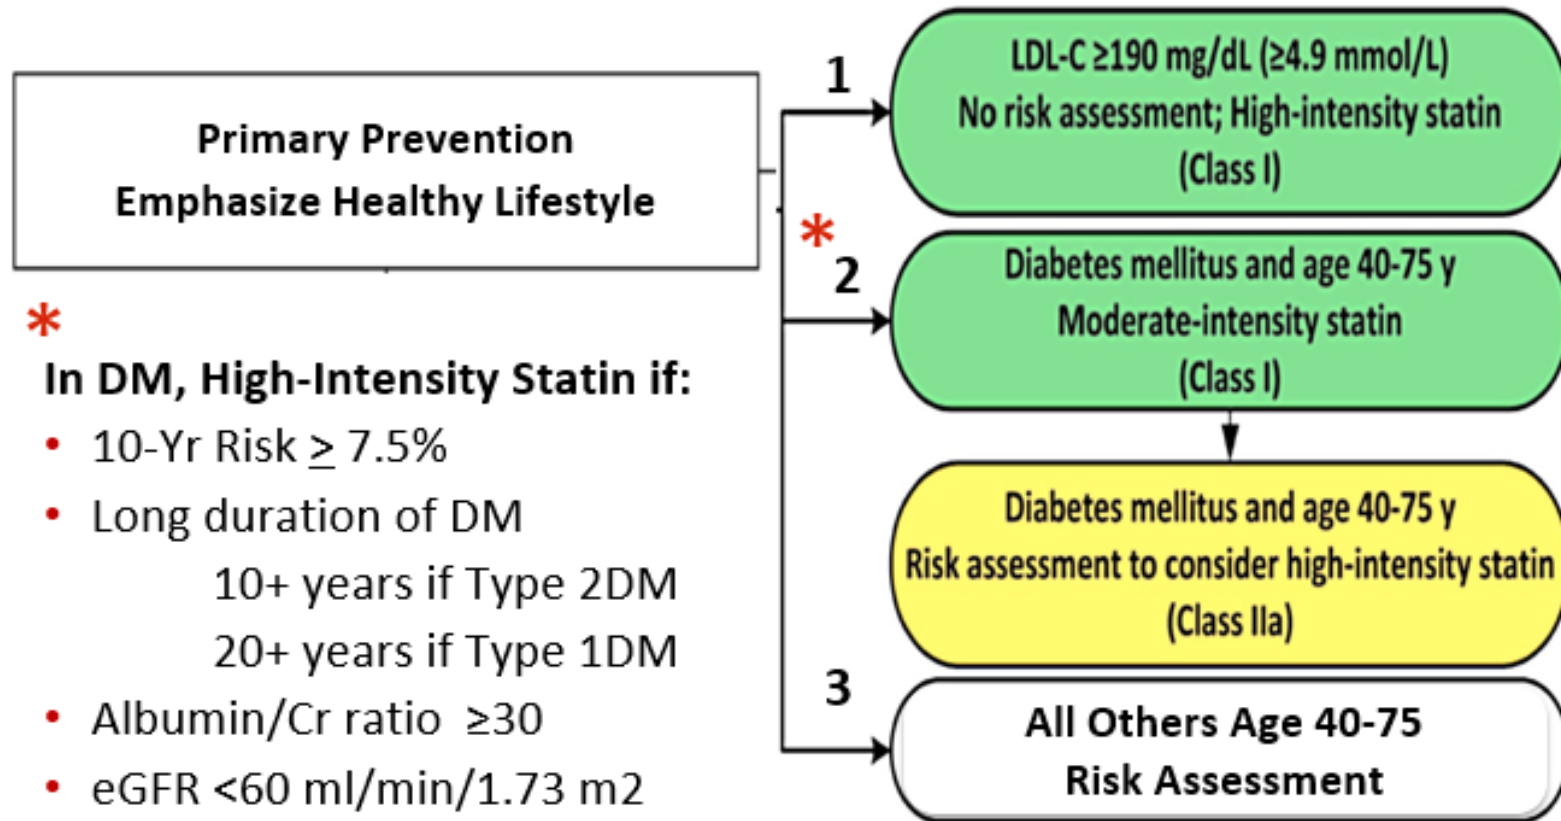 Primary Prevention
Emphasize Healthy Lifestyle
*
In DM, High-Intensity Statin if:
• 10-Yr Risk ≥ 7.5%
• Long duration of DM
10+ years if Type 2DM
20+ years if Type 1DM
• Albumin/Cr ratio ≥30
• eGFR <60 ml/min/1.73 m2
1
LDL-C ≥190 mg/dL (≥4.9 mmol/L)
No risk assessment; High-intensity statin
(Class I)
*
2
Diabetes mellitus and age 40-75 y
Moderate-intensity statin
(Class I)
Diabetes mellitus and age 40-75 y
Risk assessment to consider high-intensity statin
(Class IIa)
3
All Others Age 40-75
Risk Assessment